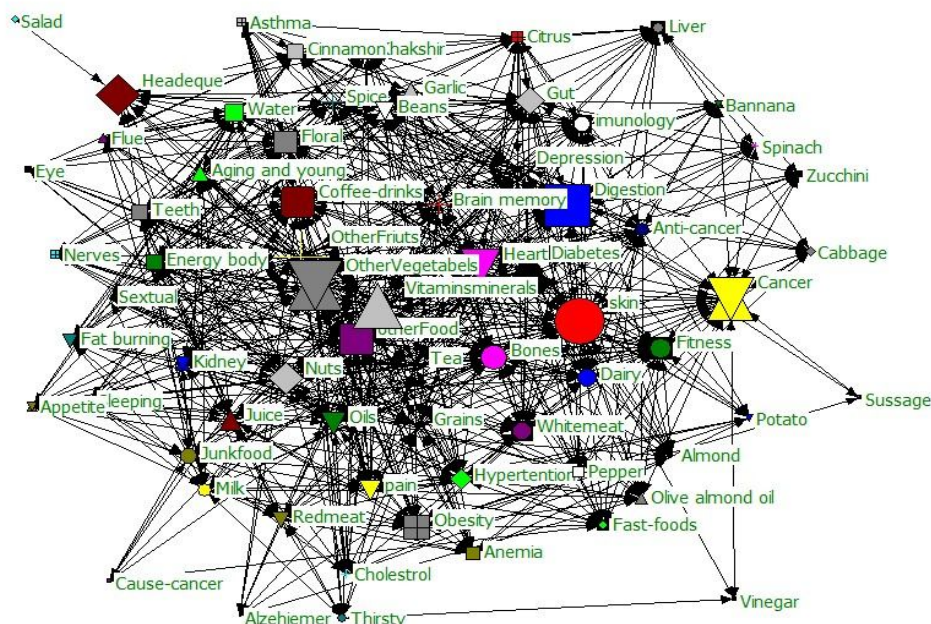 Salad
Asthma
Citrus
Liver
Cinnamon
hakshir
Headeque
Spice
Garlic
Gut
Bannana
Water
Beans
imunology
Flue
Floral
Spinach
Eye
Aging and young
Depression
Zucchini
Coffee-drinks
Brain memory
Digestion
Teeth
Anti-cancer
OtherFriuts
Nerves
Energy body
OtherVegetabels
Heart
Diabetes
Cabbage
Sextual
Vitaminsminerals
Cancer
skin
Fat burning
otherFood
Fitness
Kidney
Nuts
Tea
Bones
Dairy
Appetite
leeping
Juice
Oils
Grains
Whitemeat
Potato
Sussage
Junkfood
Almond
Milk
pain
Hypertention
Pepper
Olive almond oil
Redmeat
Obesity
Fast-foods
Anemia
Cause-cancer
Cholestrol
Alzehiemer
Thirsty
Vinegar